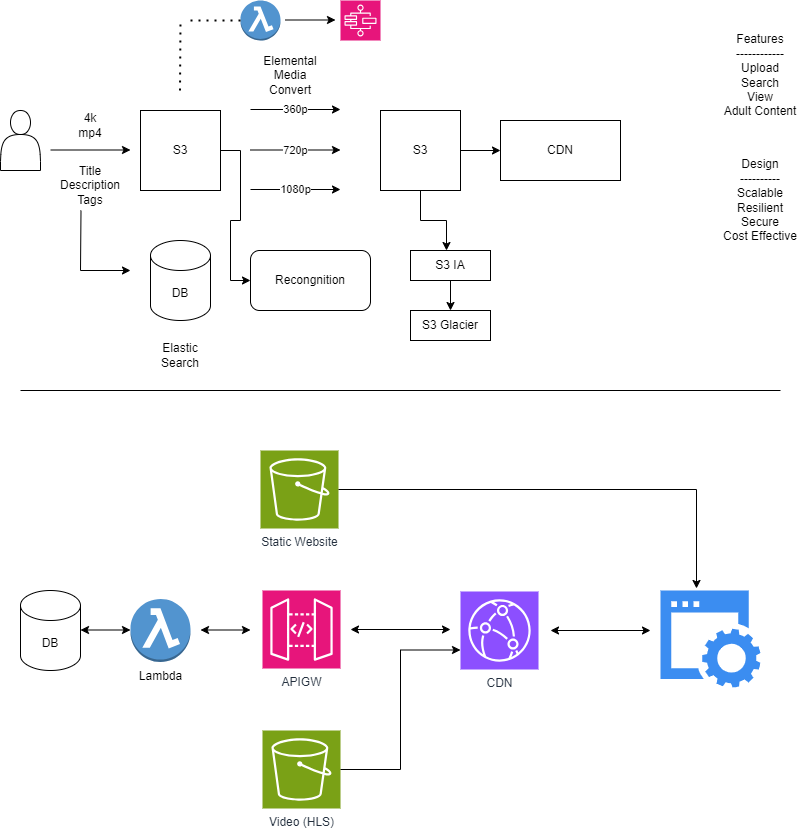 Elemental
Media
Convert
Features
------------
Upload
Search
View
Adult Content
4k
mp4
S3
360p
720p
1080p
S3
CDN
Title
Description
Tags
Design
----------
Scalable
Resilient
Secure
Cost Effective
DB
Recongnition
S3 IA
S3 Glacier
Elastic
Search
Static Website
DB
Lambda
APIGW
CDN
Video (HLS)